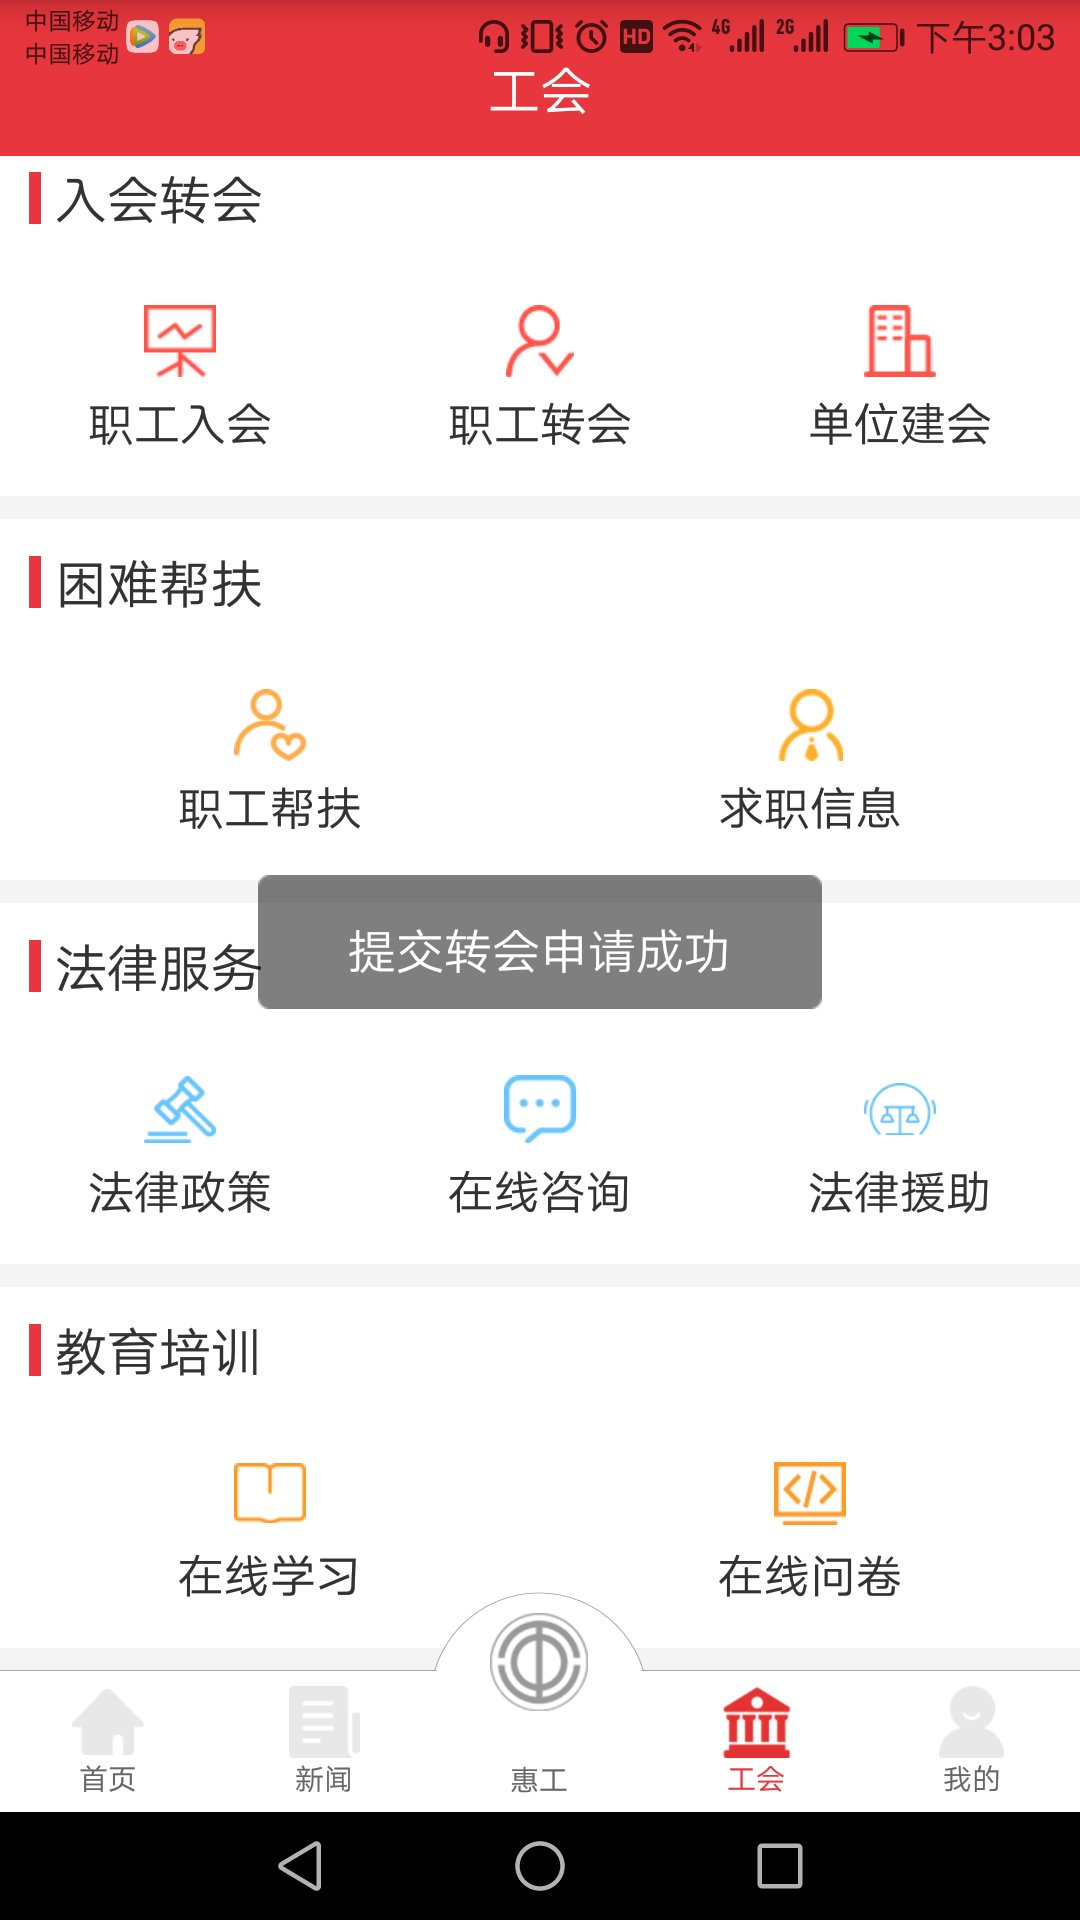 中国移动
中国移动
HD
4G
2G
下午3:03
工会
入会转会
职工入会
职工转会
单位建会
困难帮扶
职工帮扶
求职信息
提交转会申请成功
法律服务
法律政策
在线咨询
法律援助
教育培训
在线学习
在线问卷
首页
新闻
惠工
工会
我的